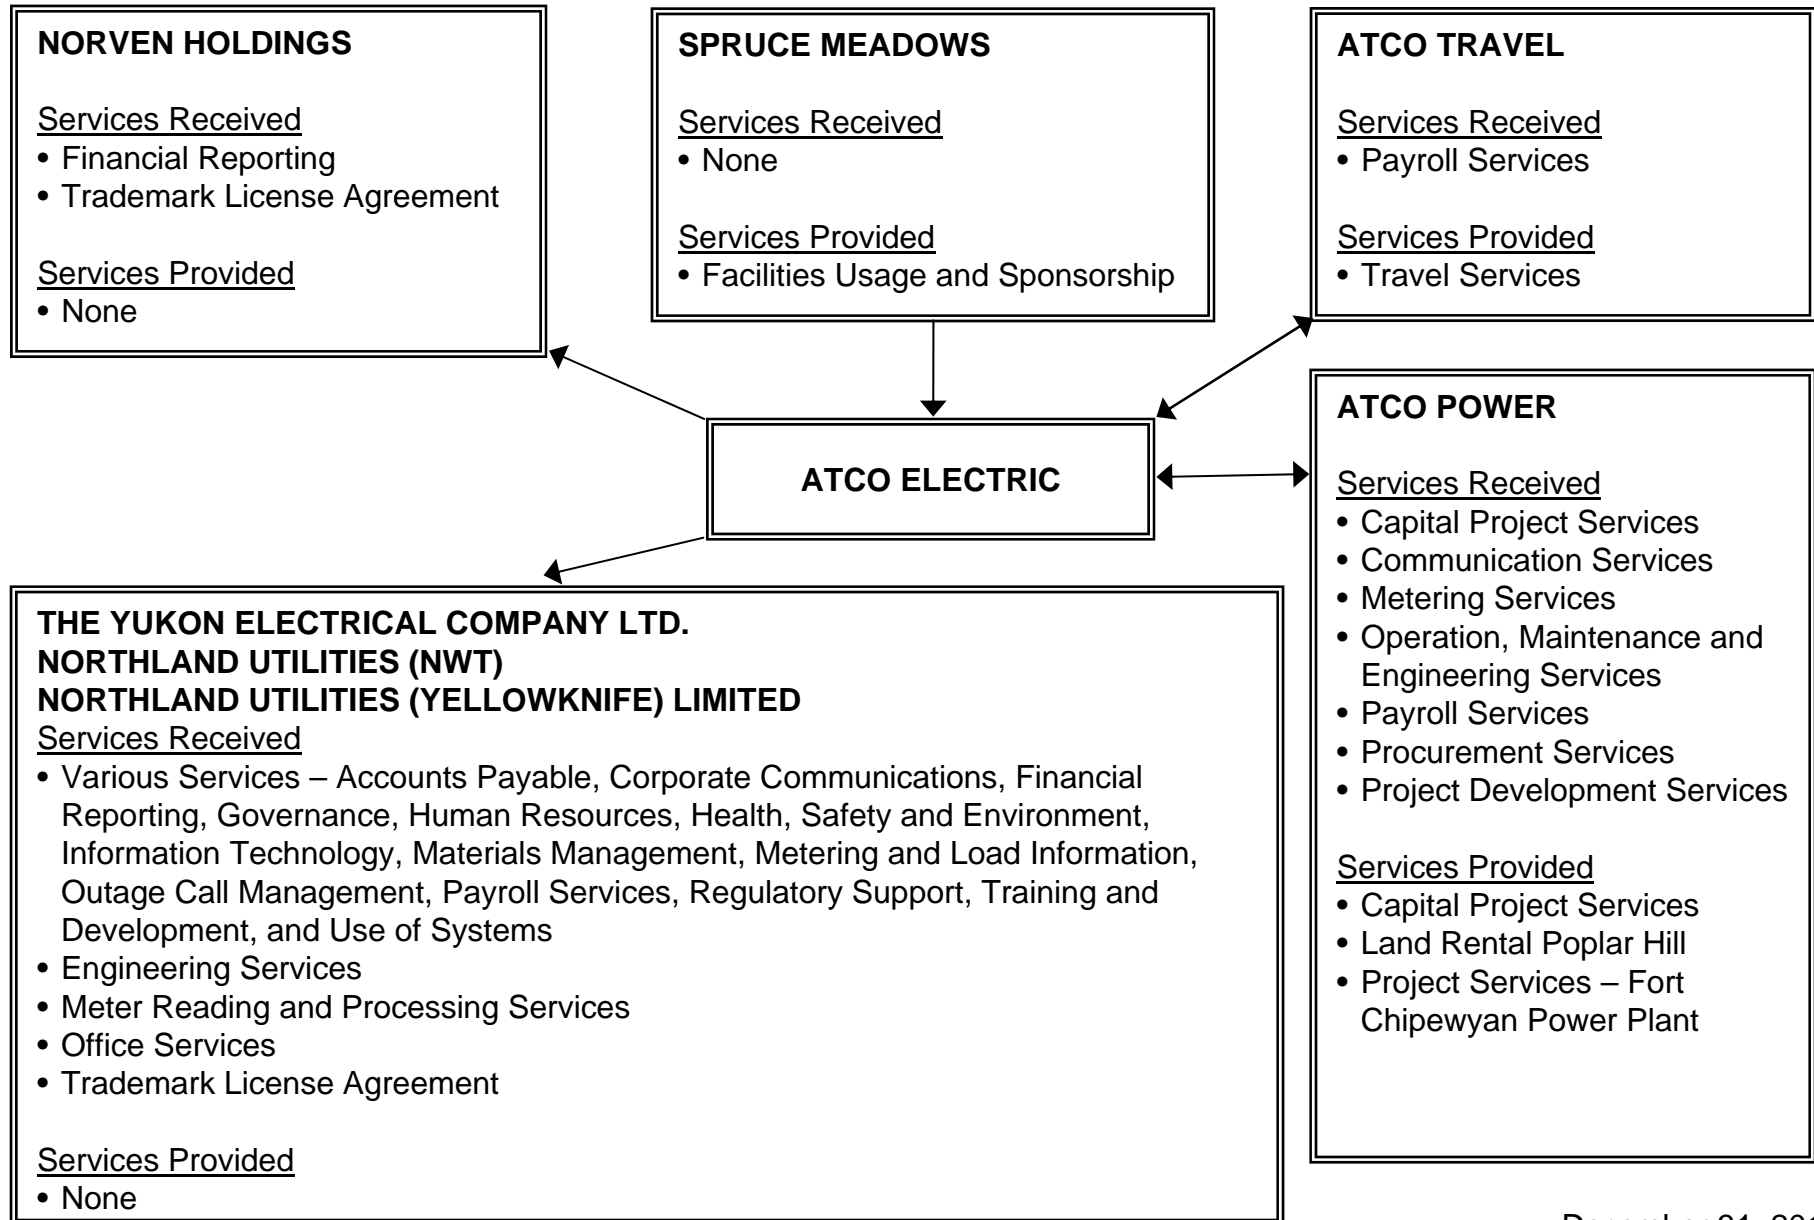 NORVEN HOLDINGS
Services Received
• Financial Reporting
• Trademark License Agreement
Services Provided
• None
SPRUCE MEADOWS
Services Received
• None
Services Provided
• Facilities Usage and Sponsorship
ATCO TRAVEL
Services Received
• Payroll Services
Services Provided
• Travel Services
ATCO ELECTRIC
ATCO POWER
Services Received
• Capital Project Services
• Communication Services
• Metering Services
• Operation, Maintenance and
Engineering Services
• Payroll Services
• Procurement Services
• Project Development Services
Services Provided
• Capital Project Services
• Land Rental Poplar Hill
• Project Services – Fort
Chipewyan Power Plant
THE YUKON ELECTRICAL COMPANY LTD.
NORTHLAND UTILITIES (NWT)
NORTHLAND UTILITIES (YELLOWKNIFE) LIMITED
Services Received
• Various Services – Accounts Payable, Corporate Communications, Financial
Reporting, Governance, Human Resources, Health, Safety and Environment,
Information Technology, Materials Management, Metering and Load Information,
Outage Call Management, Payroll Services, Regulatory Support, Training and
Development, and Use of Systems
• Engineering Services
• Meter Reading and Processing Services
• Office Services
• Trademark License Agreement
Services Provided
• None